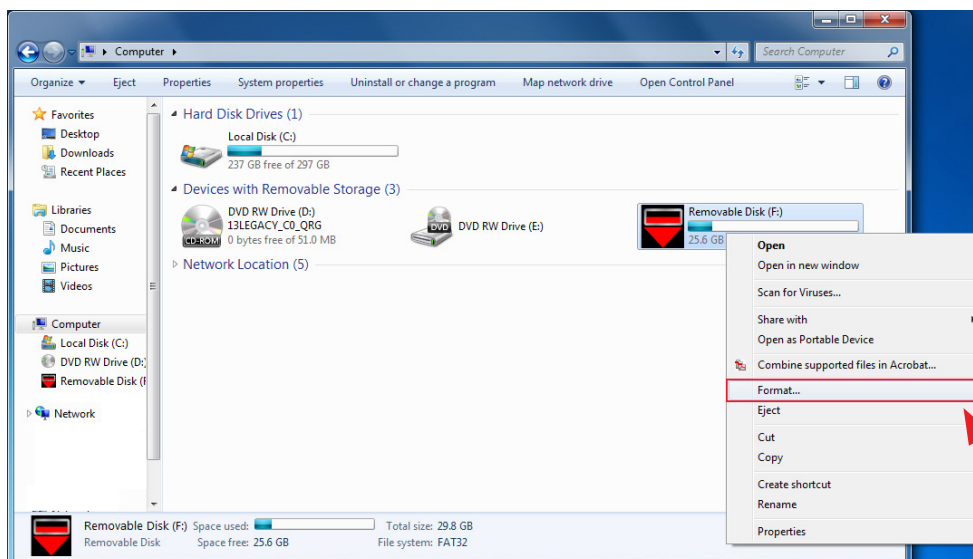 Computer
Search Computer
Organize Eject Properties System properties Uninstall or change a program Map network drive Open Control Panel
Favorites
Desktop
Downloads
Recent Places
Libraries
Documents
Music
Pictures
Videos
Computer
Local Disk (C:)
DVD RW Drive (D:)
Removable Disk (F
Network
Hard Disk Drives (1)
Local Disk (C:)
237 GB free of 297 GB
Devices with Removable Storage (3)
DVD RW Drive (D:)
13LEGACY_C0_QRG
CD-ROM
0 bytes free of 51.0 MB
DVD
DVD RW Drive (E:)
Removable Disk (F:)
25.6 GB
Network Location (5)
Open
Open in new window
Scan for Viruses...
Share with
Open as Portable Device
Combine supported files in Acrobat...
Format...
Eject
Cut
Copy
Create shortcut
Rename
Properties
Removable Disk (F:) Space used: Total size: 29.8 GB
Removable Disk Space free: 25.6 GB File system: FAT32